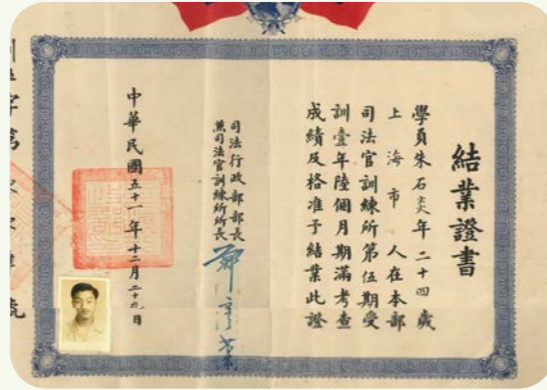 結業證書
學員朱石炎年二十四歲
上海市人在本部
司法官訓練所第伍期受
訓壹年陸個月期滿考查
成績及格准予結業此證
司法行政部部長
兼司法官訓練所所長
中華民國五十一年十二月二十九日
字第
號